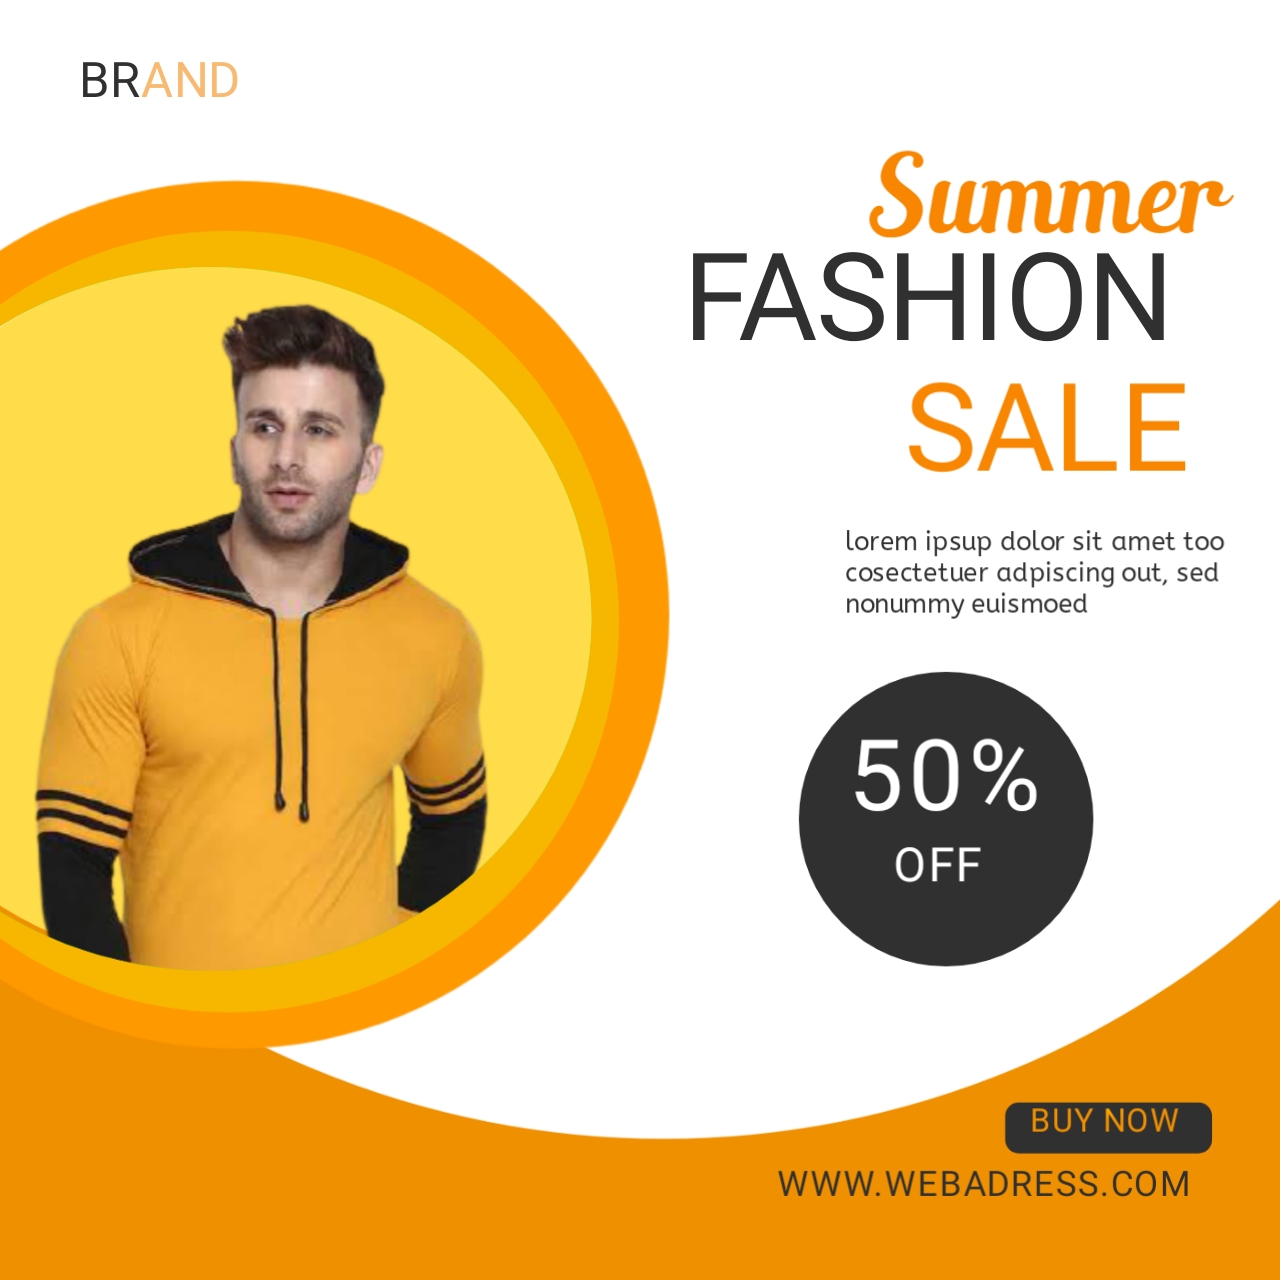 BRAND
Summer
FASHION
SALE
lorem ipsup dolor sit amet too
cosectetuer adpiscing out, sed
nonummy euismoed
50%
OFF
BUY NOW
WWW.WEBADRESS.COM